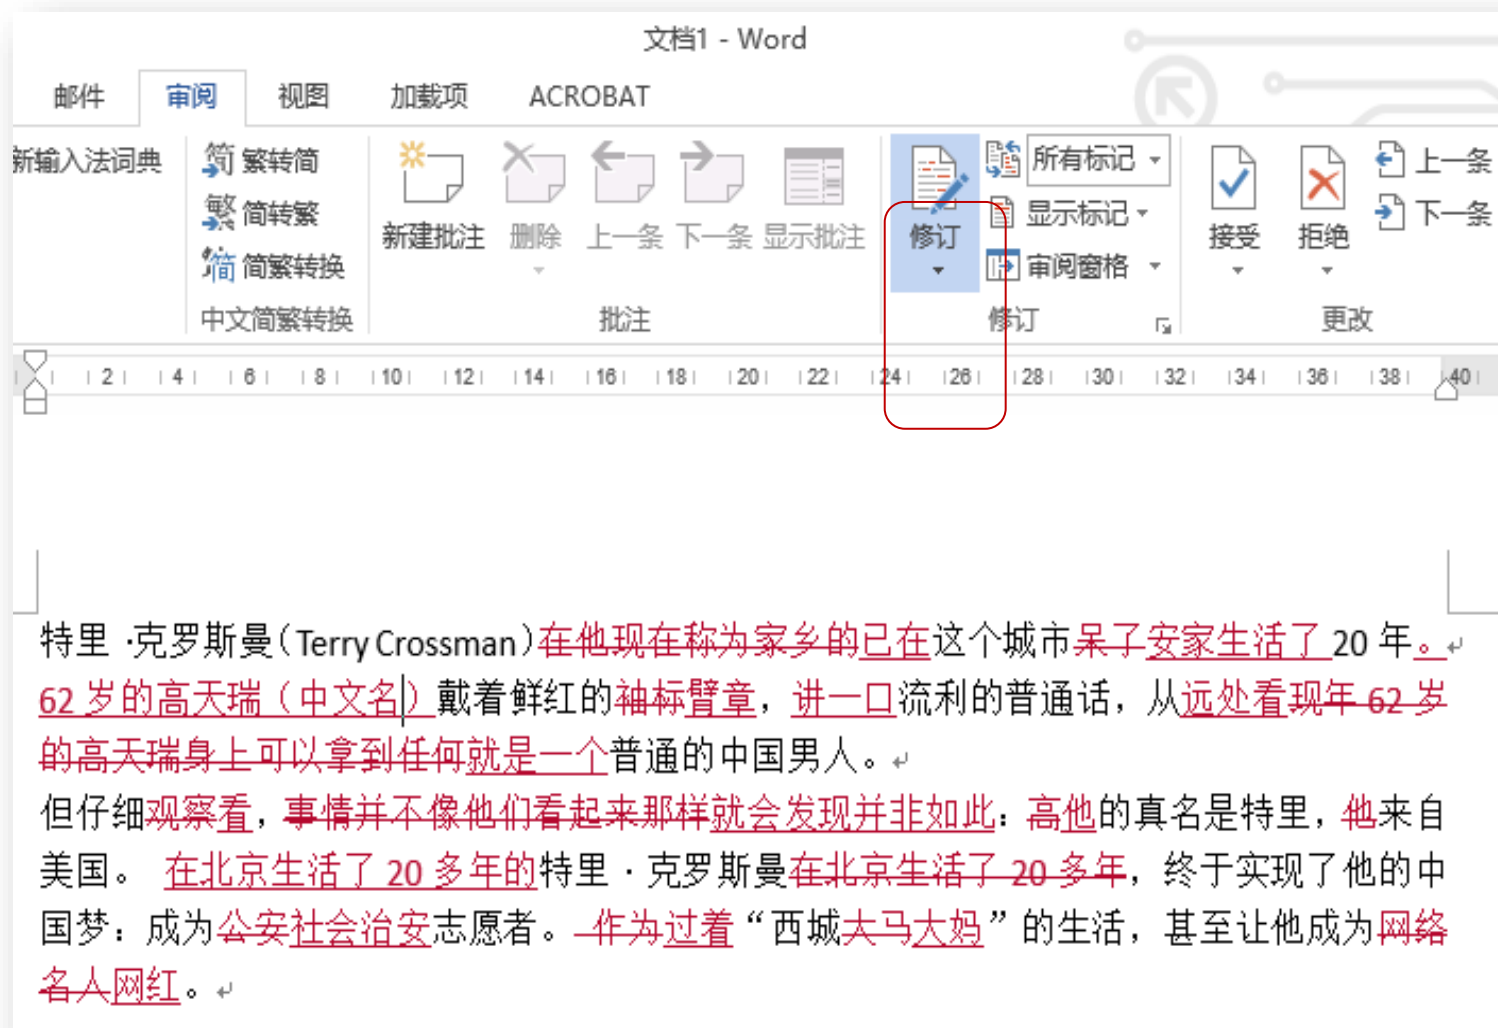 文档1 - Word
邮件 审阅 视图 加载项 ACROBAT
新输入法词典 繁转简 新建批注 删除 上一条 下一条 显示批注 修订 所有标记 接受 拒绝 上一条
简转繁 显示标记 下一条
简繁转换 审阅窗格
中文简繁转换 批注 修订 更改
2 4 6 8 10 12 14 16 18 20 22 24 26 28 30 32 34 36 38 40
特里 ·克罗斯曼（Terry Crossman）在他现在称为家乡的已在这个城市呆了安家生活了 20 年。
62 岁的高天瑞（中文名）戴着鲜红的袖标臂章，讲一口流利的普通话，从远处看现年 62 岁
的高天瑞身上可以拿到任何就是一个普通的中国男人。
但仔细观察看，事情并不像他们看起来那样就会发现并非如此：高他的真名是特里，他来自
美国。 在北京生活了 20 多年的特里 · 克罗斯曼在北京生活了 20 多年，终于实现了他的中
国梦：成为公安社会治安志愿者。 作为过着“西城大马大妈”的生活，甚至让他成为网络
名人网红。